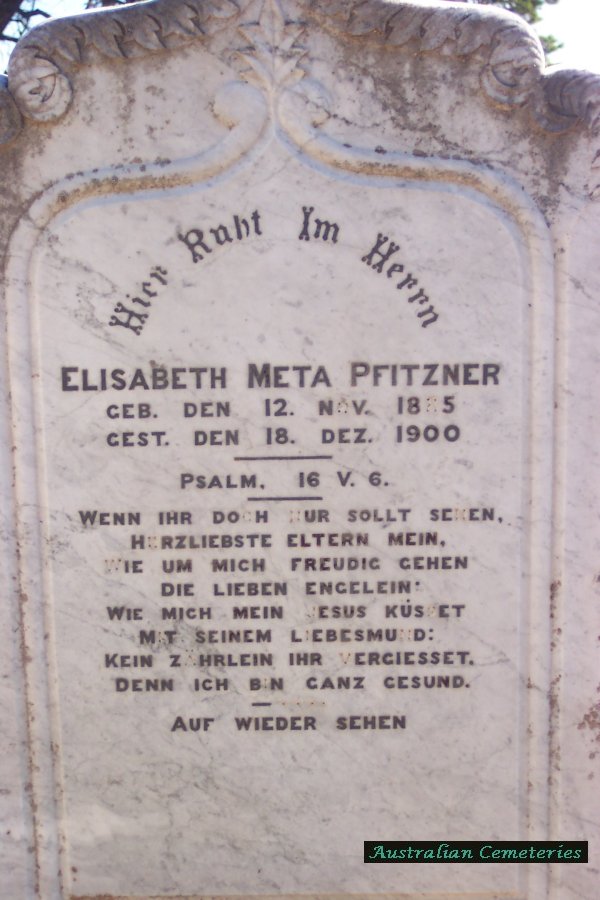 Hier Ruht Im Herrn
ELISABETH META PFITZNER
GEB. DEN 12. NOV.
GEST. DEN 18. DEZ. 1900
PSALM. 16 V. 6.
WENN IHR DOCH NUR SOLLT SEHEN,
HERZLIEBSTE ELTERN MEIN,
WIE UM MICH FREUDIG GEHEN
DIE LIEBEN ENGELEIN:
WIE MICH MEIN JESUS KÜSSET
MIT SEINEM LIEBESMUND:
KEIN ZÄHRLEIN IHR VERGIESSET.
DENN ICH BIN GANZ GESUND.
AUF WIEDER SEHEN
Australian Cemeteries